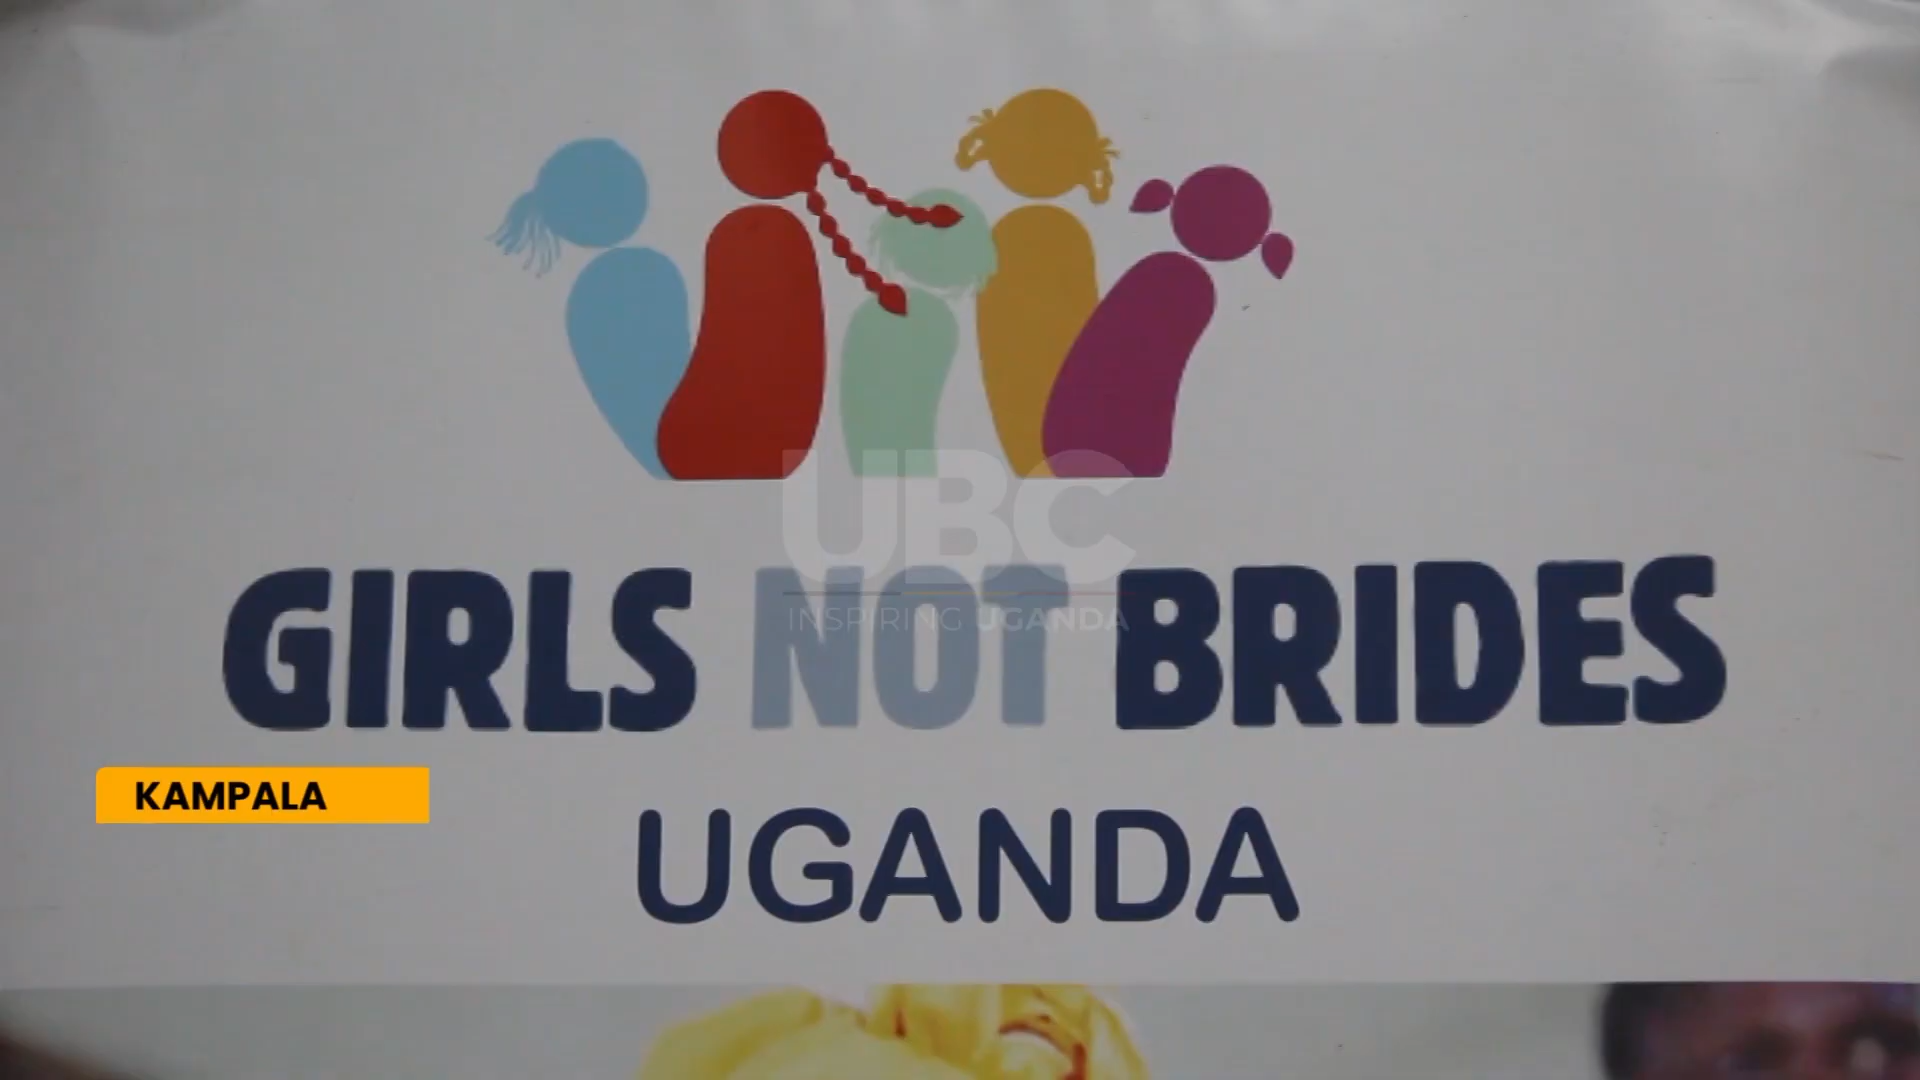 UBC
INSPIRING UGANDA
GIRLS NOT BRIDES
KAMPALA
UGANDA